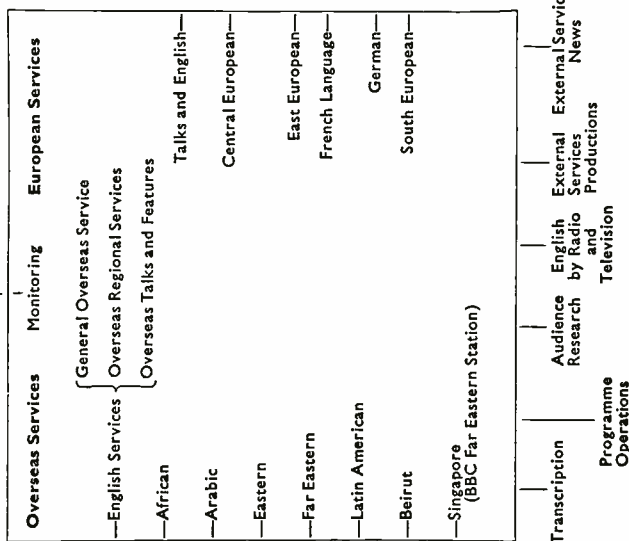 Overseas Services
Monitoring
European Services
English Services
General Overseas Service
Overseas Regional Services
Overseas Talks and Features
African
Arabic
Eastern
Far Eastern
Latin American
Beirut
Singapore
(BBC Far Eastern Station)
Talks and English
Central European
East European
French Language
German
South European
Transcription
Programme
Operations
Audience
Research
English
by Radio
and
Television
External
Services
Productions
External
News